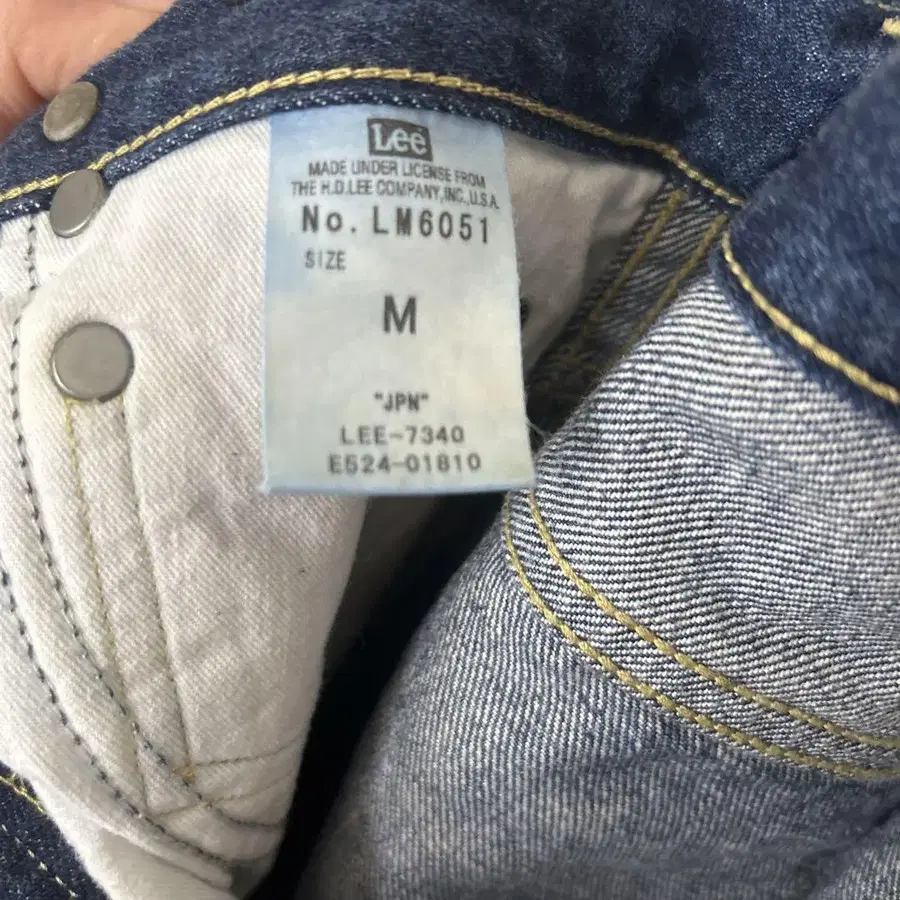 Lee
MADE UNDER LICENSE FROM
THE H.D.LEE COMPANY,INC.,U.S.A.
No. LM6051
SIZE
M
"JPN"
LEE-7340
E524-01810